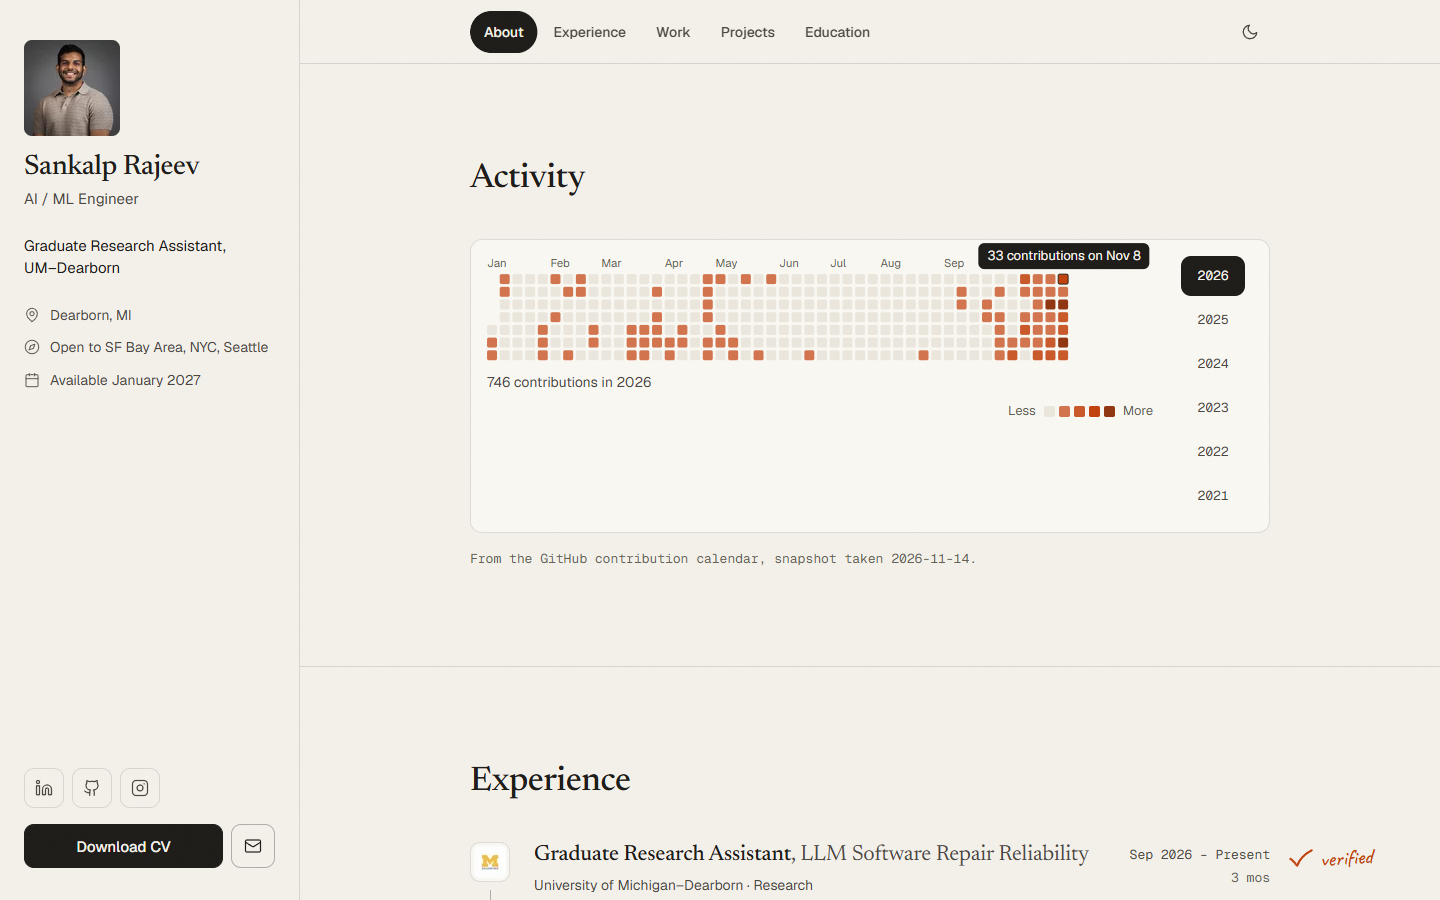 Sankalp Rajeev
AI / ML Engineer
Graduate Research Assistant,
UM–Dearborn
Dearborn, MI
Open to SF Bay Area, NYC, Seattle
Available January 2027
Download CV
About Experience Work Projects Education
Activity
33 contributions on Nov 8
Jan Feb Mar Apr May Jun Jul Aug Sep
746 contributions in 2026
Less More
2026
2025
2024
2023
2022
2021
From the GitHub contribution calendar, snapshot taken 2026-11-14.
Experience
Graduate Research Assistant, LLM Software Repair Reliability
University of Michigan–Dearborn · Research
Sep 2026 – Present
3 mos
verified